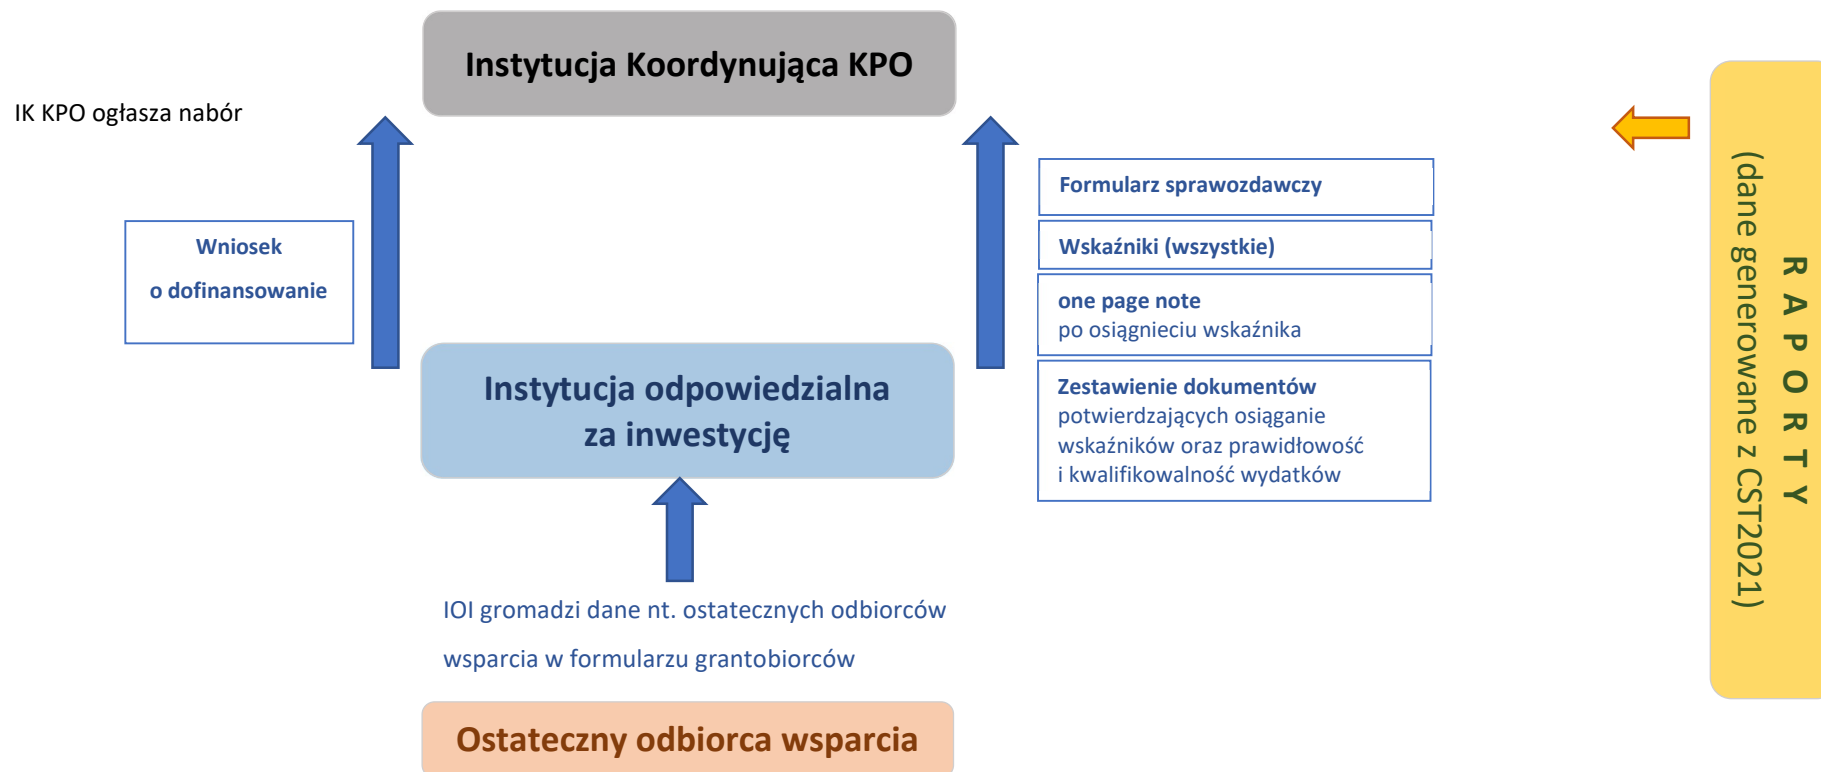 Instytucja Koordynująca KPO
IK KPO ogłasza nabór
Wniosek
o dofinansowanie
Formularz sprawozdawczy
Wskaźniki (wszystkie)
one page note
po osiągnieciu wskaźnika
Zestawienie dokumentów
potwierdzających osiąganie
wskaźników oraz prawidłowość
i kwalifikowalność wydatków
Instytucja odpowiedzialna
za inwestycję
IOI gromadzi dane nt. ostatecznych odbiorców
wsparcia w formularzu grantobiorców
Ostateczny odbiorca wsparcia
R A P O R T Y
(dane generowane z CST2021)